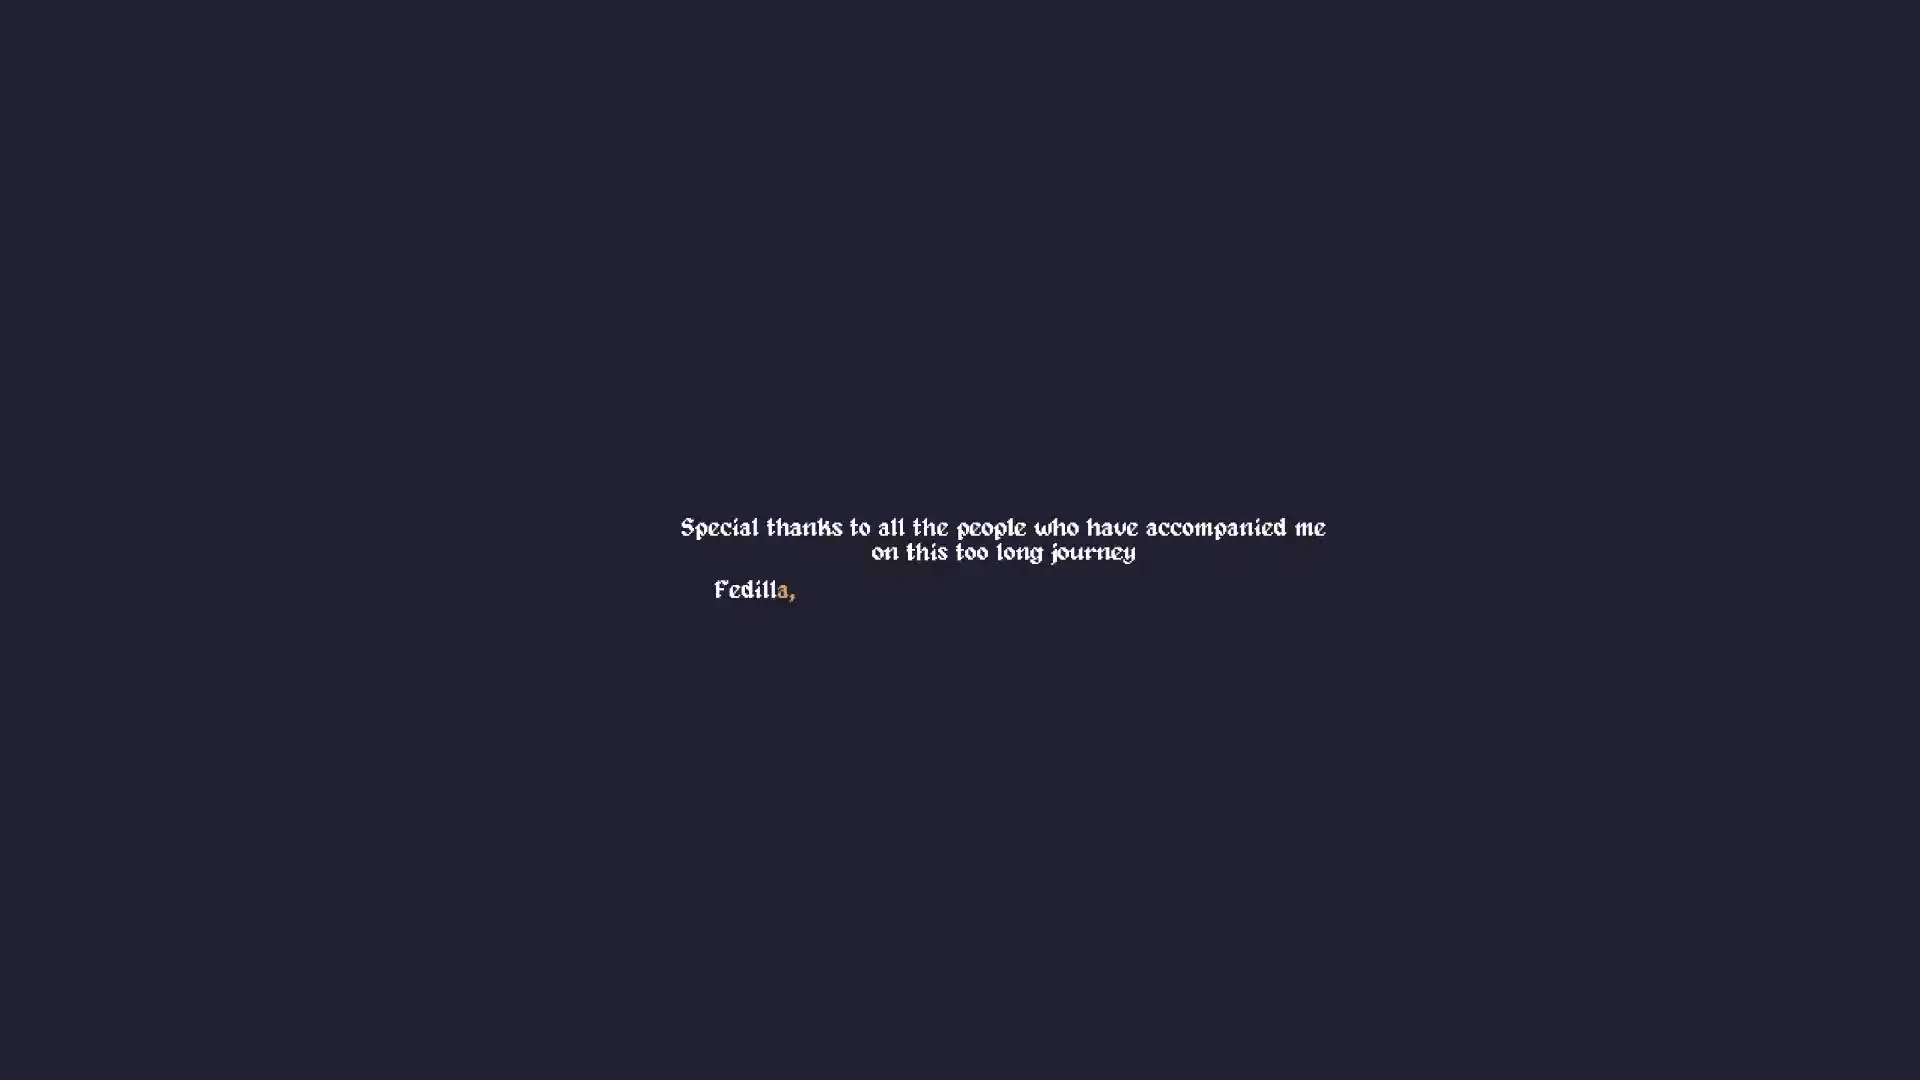 Special thanks to all the people who have accompanied me
on this too long journey
Fedilla,